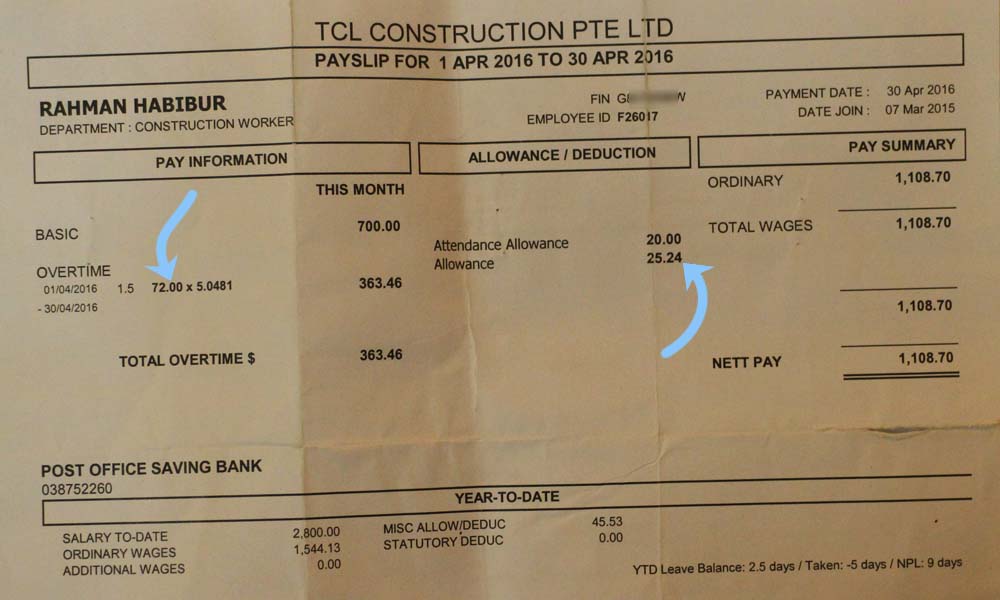 TCL CONSTRUCTION PTE LTD
PAYSLIP FOR 1 APR 2016 TO 30 APR 2016
RAHMAN HABIBUR
DEPARTMENT : CONSTRUCTION WORKER
FIN G W
EMPLOYEE ID F26017
PAYMENT DATE : 30 Apr 2016
DATE JOIN : 07 Mar 2015
PAY INFORMATION
THIS MONTH
BASIC 700.00
OVERTIME
01/04/2016 1.5 72.00 x 5.0481 363.46
- 30/04/2016
TOTAL OVERTIME $ 363.46
ALLOWANCE / DEDUCTION
Attendance Allowance 20.00
Allowance 25.24
PAY SUMMARY
ORDINARY 1,108.70
TOTAL WAGES 1,108.70
1,108.70
NETT PAY 1,108.70
POST OFFICE SAVING BANK
038752260
YEAR-TO-DATE
SALARY TO-DATE 2,800.00
ORDINARY WAGES 1,544.13
ADDITIONAL WAGES 0.00
MISC ALLOW/DEDUC 45.53
STATUTORY DEDUC 0.00
YTD Leave Balance: 2.5 days / Taken: -5 days / NPL: 9 days